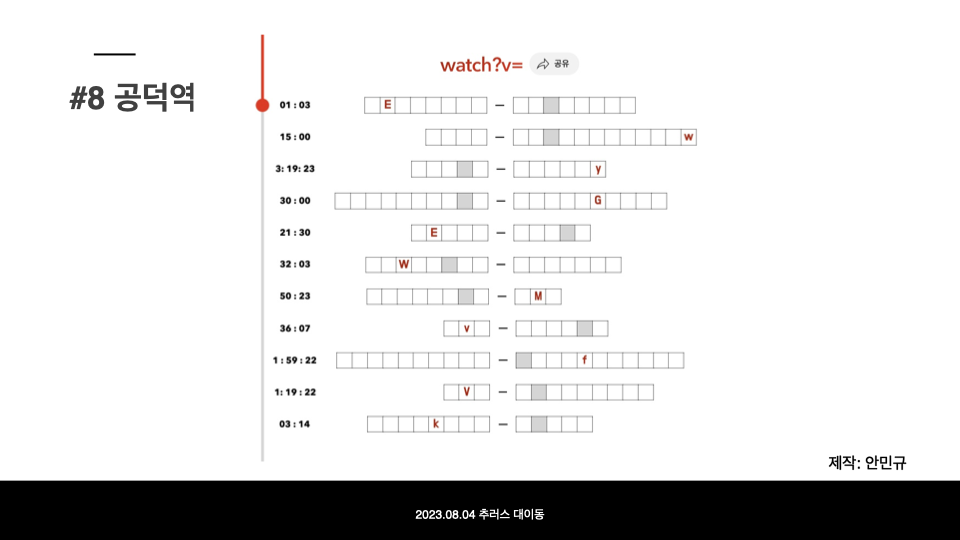 #8 공덕역
watch?v= 공유
01 : 03 E –
15 : 00 – w
3: 19: 23 – y
30 : 00 – G
21 : 30 E –
32 : 03 W –
50 : 23 – M
36 : 07 v –
1 : 59 : 22 – f
1: 19 : 22 V –
03 : 14 k –
제작: 안민규
2023.08.04 추러스 대이동